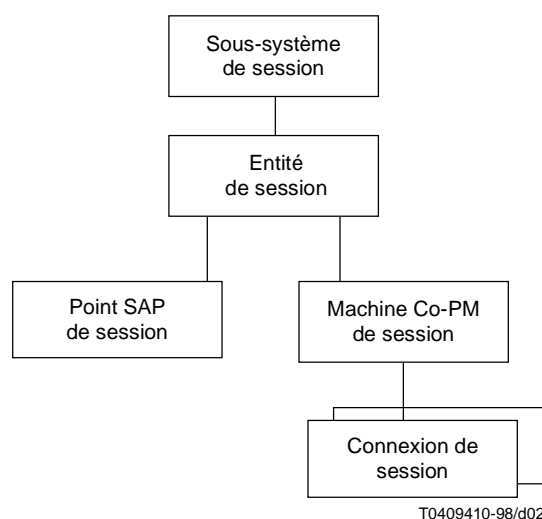 Sous-système
de session
Entité
de session
Point SAP
de session
Machine Co-PM
de session
Connexion de
session
T0409410-98/d02